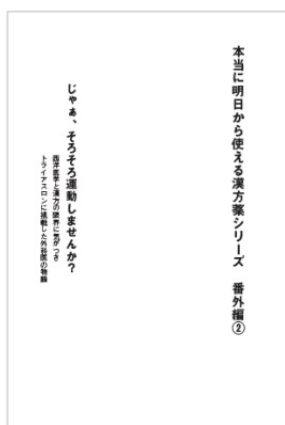 本当に明日から使える漢方薬シリーズ 番外編②
じゃぁ、そろそろ運動しませんか？
西洋医学と漢方の限界に気がつき
トライアスロンに挑戦した外科医の物語